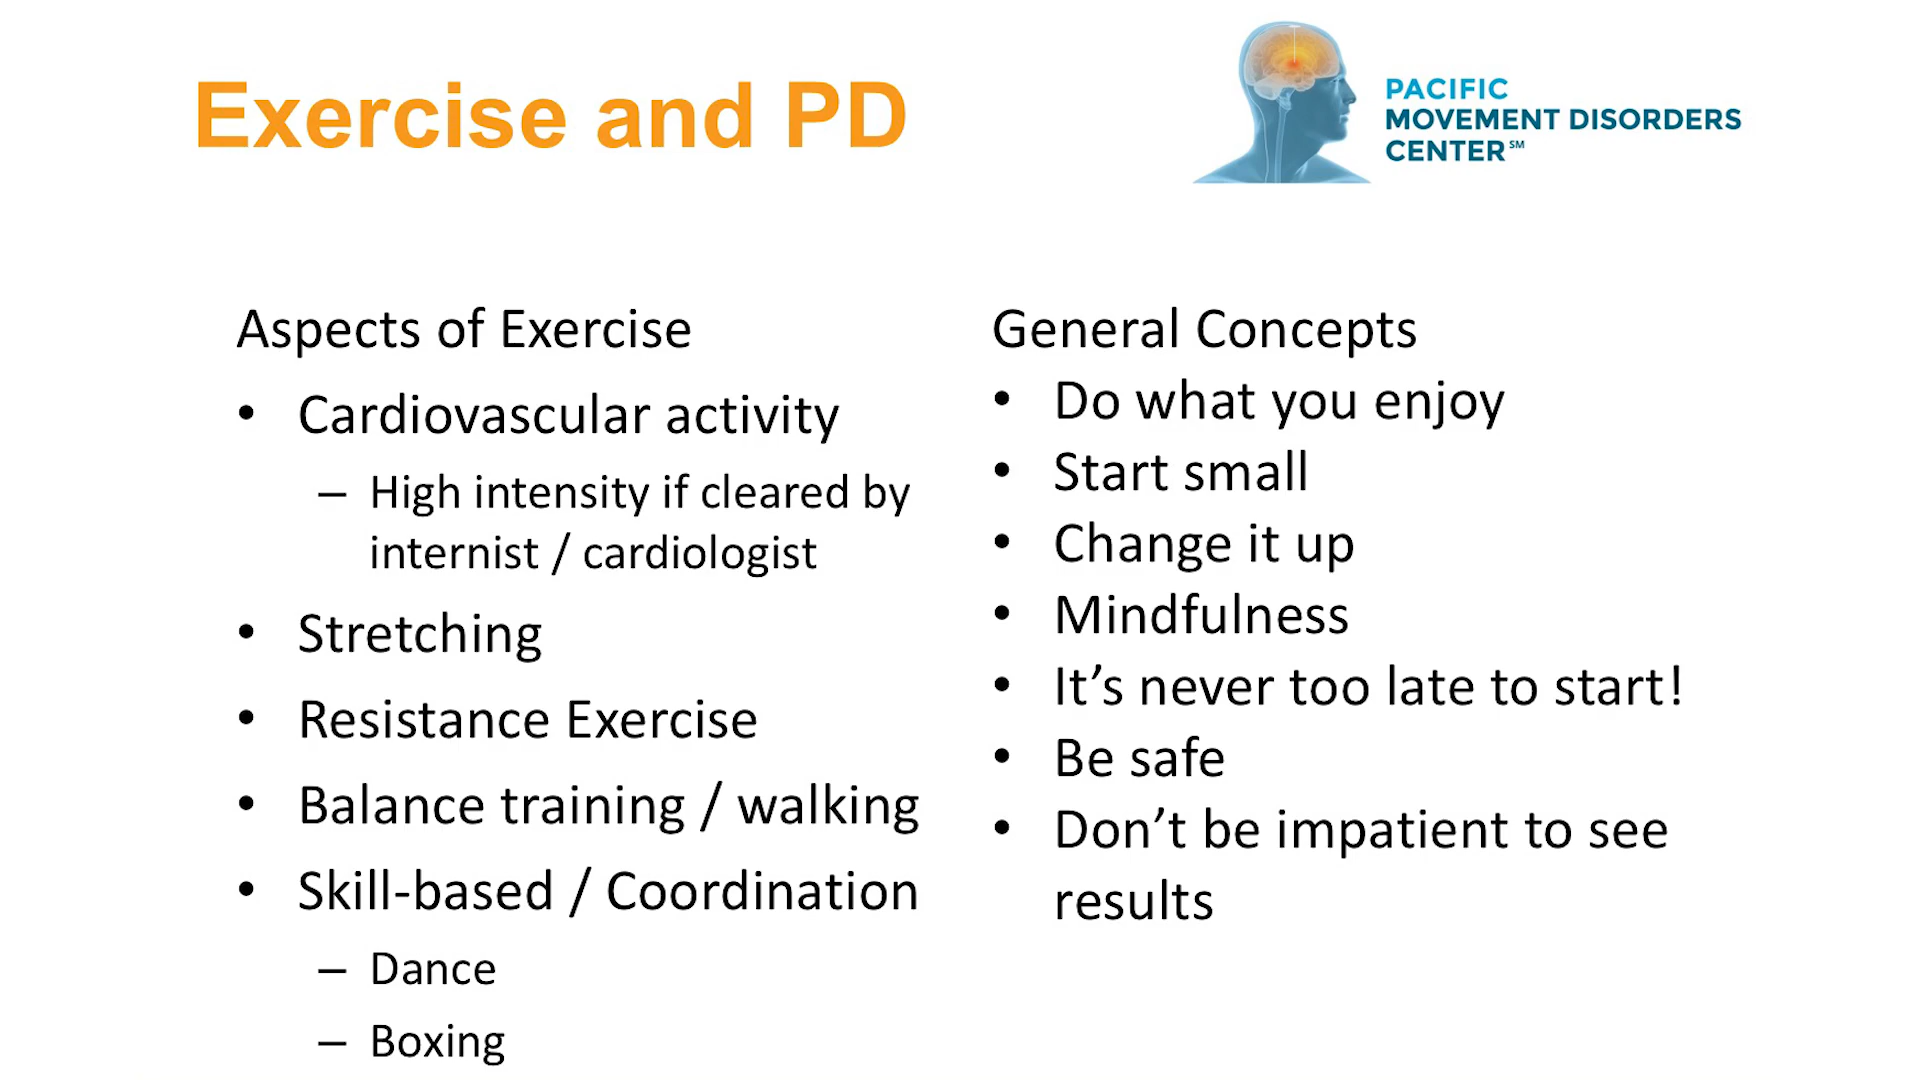 Exercise and PD
PACIFIC
MOVEMENT DISORDERS
CENTER℠
Aspects of Exercise
• Cardiovascular activity
– High intensity if cleared by
internist / cardiologist
• Stretching
• Resistance Exercise
• Balance training / walking
• Skill-based / Coordination
– Dance
– Boxing
General Concepts
• Do what you enjoy
• Start small
• Change it up
• Mindfulness
• It’s never too late to start!
• Be safe
• Don’t be impatient to see
results